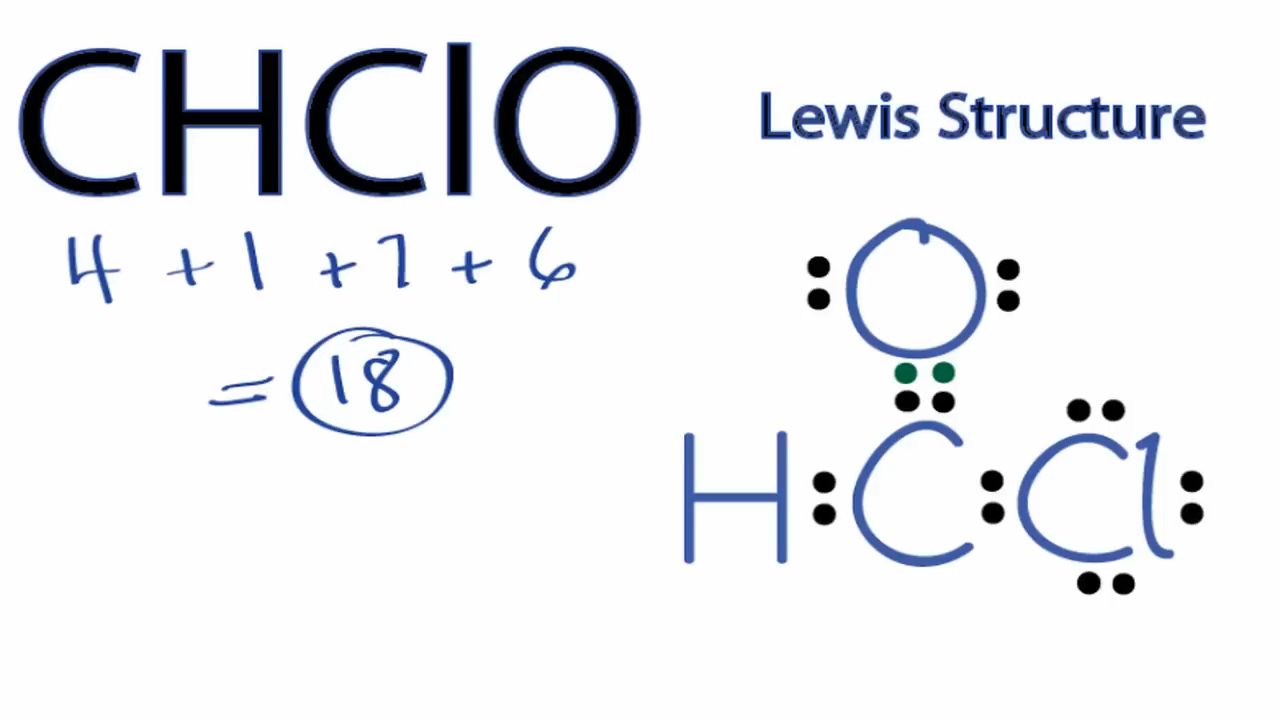 CHClO
Lewis Structure
4 + 1 + 7 + 6
= 18
O
H C Cl